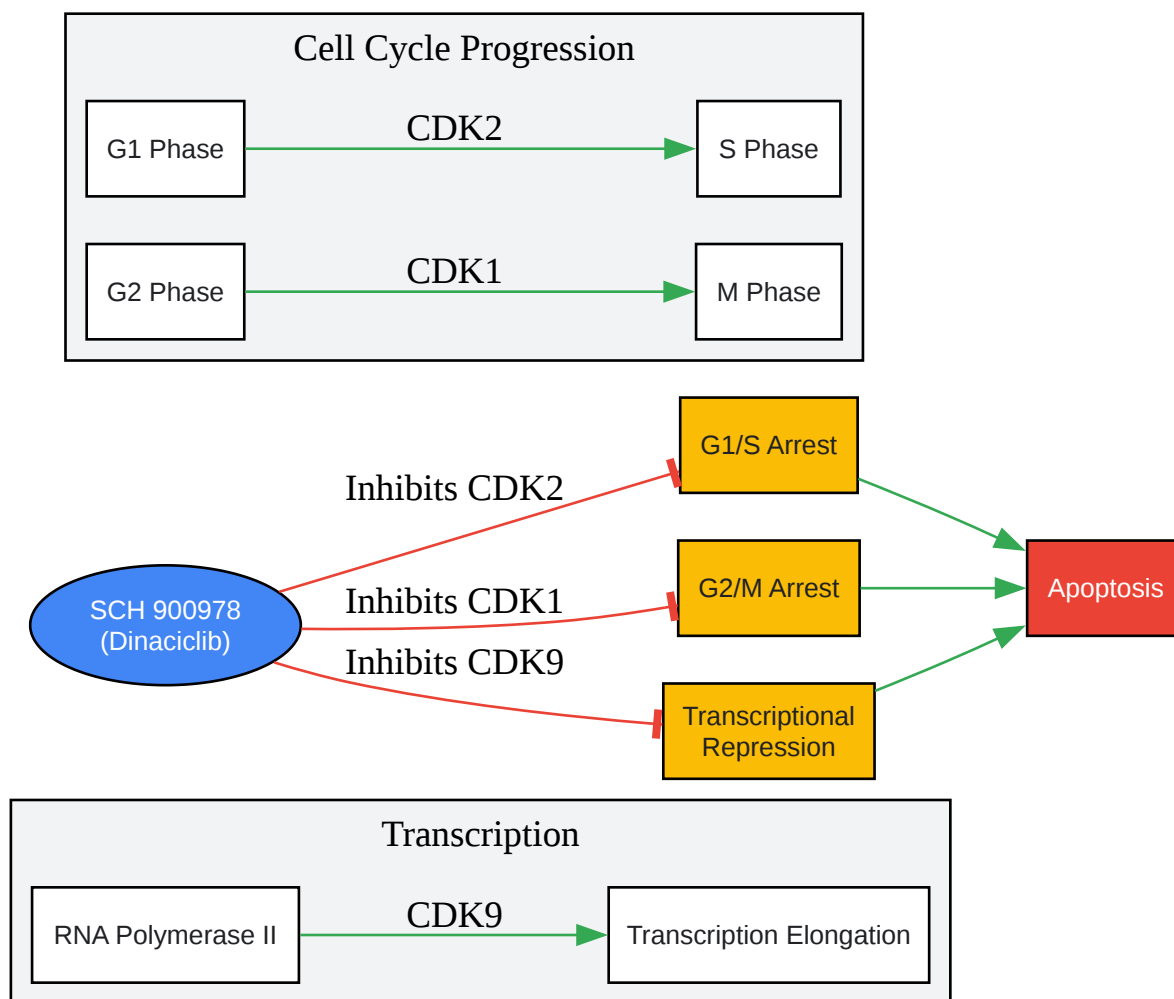 Cell Cycle Progression
G1 Phase
CDK2
S Phase
G2 Phase
CDK1
M Phase
G1/S Arrest
Inhibits CDK2
G2/M Arrest
Apoptosis
SCH 900978
(Dinaciclib)
Inhibits CDK1
Inhibits CDK9
Transcriptional
Repression
Transcription
RNA Polymerase II
CDK9
Transcription Elongation